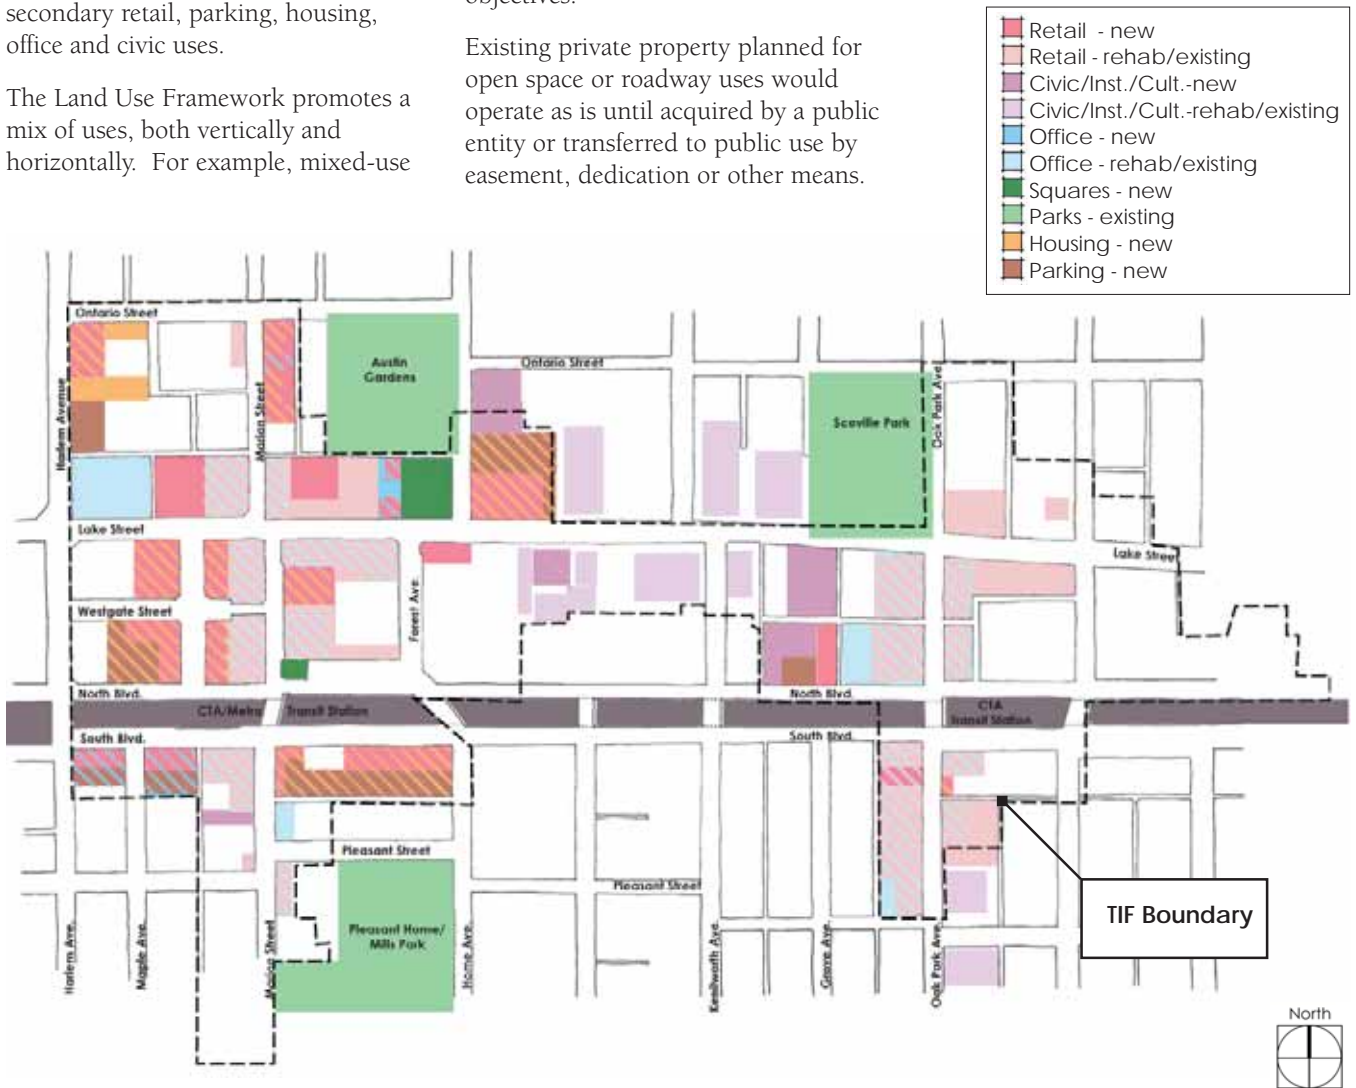 secondary retail, parking, housing,
office and civic uses.
The Land Use Framework promotes a
mix of uses, both vertically and
horizontally. For example, mixed-use
objectives.
Existing private property planned for
open space or roadway uses would
operate as is until acquired by a public
entity or transferred to public use by
easement, dedication or other means.
Retail - new
Retail - rehab/existing
Civic/Inst./Cult.-new
Civic/Inst./Cult.-rehab/existing
Office - new
Office - rehab/existing
Squares - new
Parks - existing
Housing - new
Parking - new
Ontario Street
Austin
Gardens
Ontario Street
Harlem Avenue
Marion Street
Scoville Park
Oak Park Ave.
Lake Street
Lake Street
Westgate Street
Forest Ave.
North Blvd.
North Blvd.
CTA/Metra
Transit Station
CTA
Transit Station
South Blvd.
South Blvd.
Pleasant Street
Pleasant Street
Pleasant Home/
Mills Park
TIF Boundary
Harlem Ave.
Maple Ave.
Marion Street
Home Ave.
Kenilworth Ave.
Grove Ave.
Oak Park Ave.
North